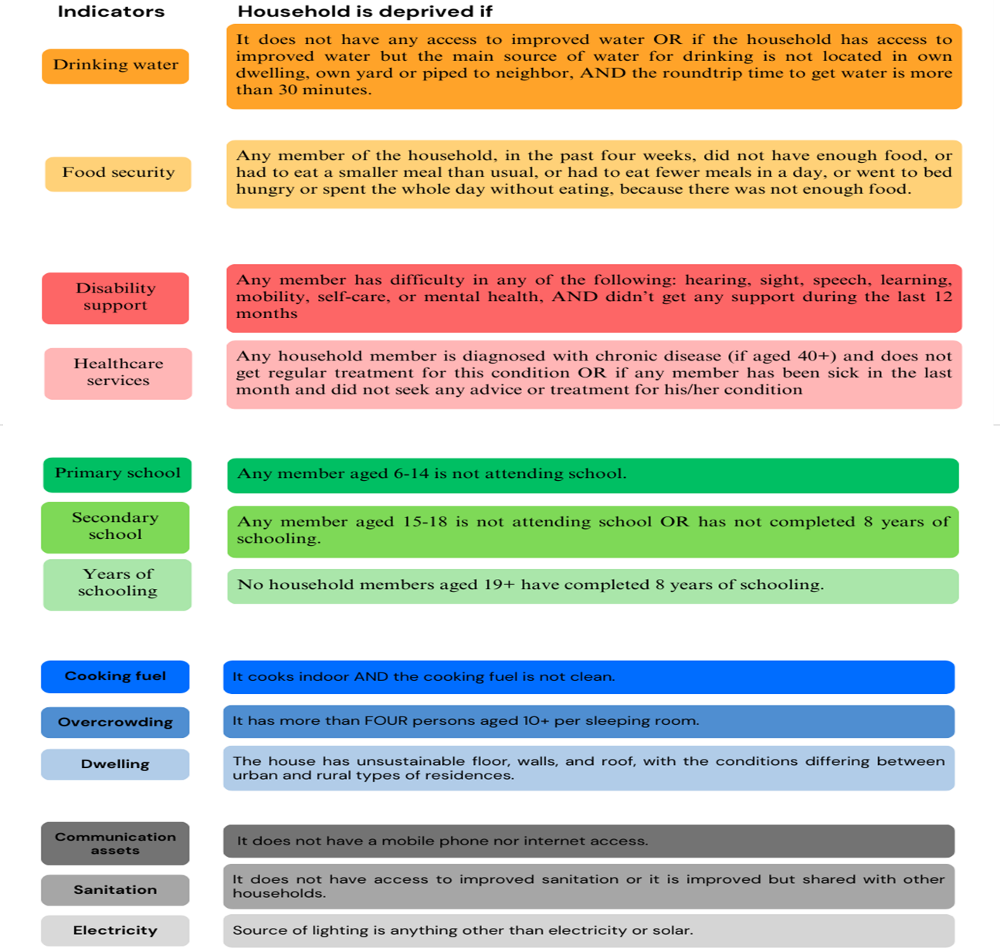 Indicators
Household is deprived if
Drinking water
It does not have any access to improved water OR if the household has access to
improved water but the main source of water for drinking is not located in own
dwelling, own yard or piped to neighbor, AND the roundtrip time to get water is more
than 30 minutes.
Food security
Any member of the household, in the past four weeks, did not have enough food, or
had to eat a smaller meal than usual, or had to eat fewer meals in a day, or went to bed
hungry or spent the whole day without eating, because there was not enough food.
Disability
support
Any member has difficulty in any of the following: hearing, sight, speech, learning,
mobility, self-care, or mental health, AND didn’t get any support during the last 12
months
Healthcare
services
Any household member is diagnosed with chronic disease (if aged 40+) and does not
get regular treatment for this condition OR if any member has been sick in the last
month and did not seek any advice or treatment for his/her condition
Primary school
Any member aged 6-14 is not attending school.
Secondary
school
Any member aged 15-18 is not attending school OR has not completed 8 years of
schooling.
Years of
schooling
No household members aged 19+ have completed 8 years of schooling.
Cooking fuel
It cooks indoor AND the cooking fuel is not clean.
Overcrowding
It has more than FOUR persons aged 10+ per sleeping room.
Dwelling
The house has unsustainable floor, walls, and roof, with the conditions differing between
urban and rural types of residences.
Communication
assets
It does not have a mobile phone nor internet access.
Sanitation
It does not have access to improved sanitation or it is improved but shared with other
households.
Electricity
Source of lighting is anything other than electricity or solar.